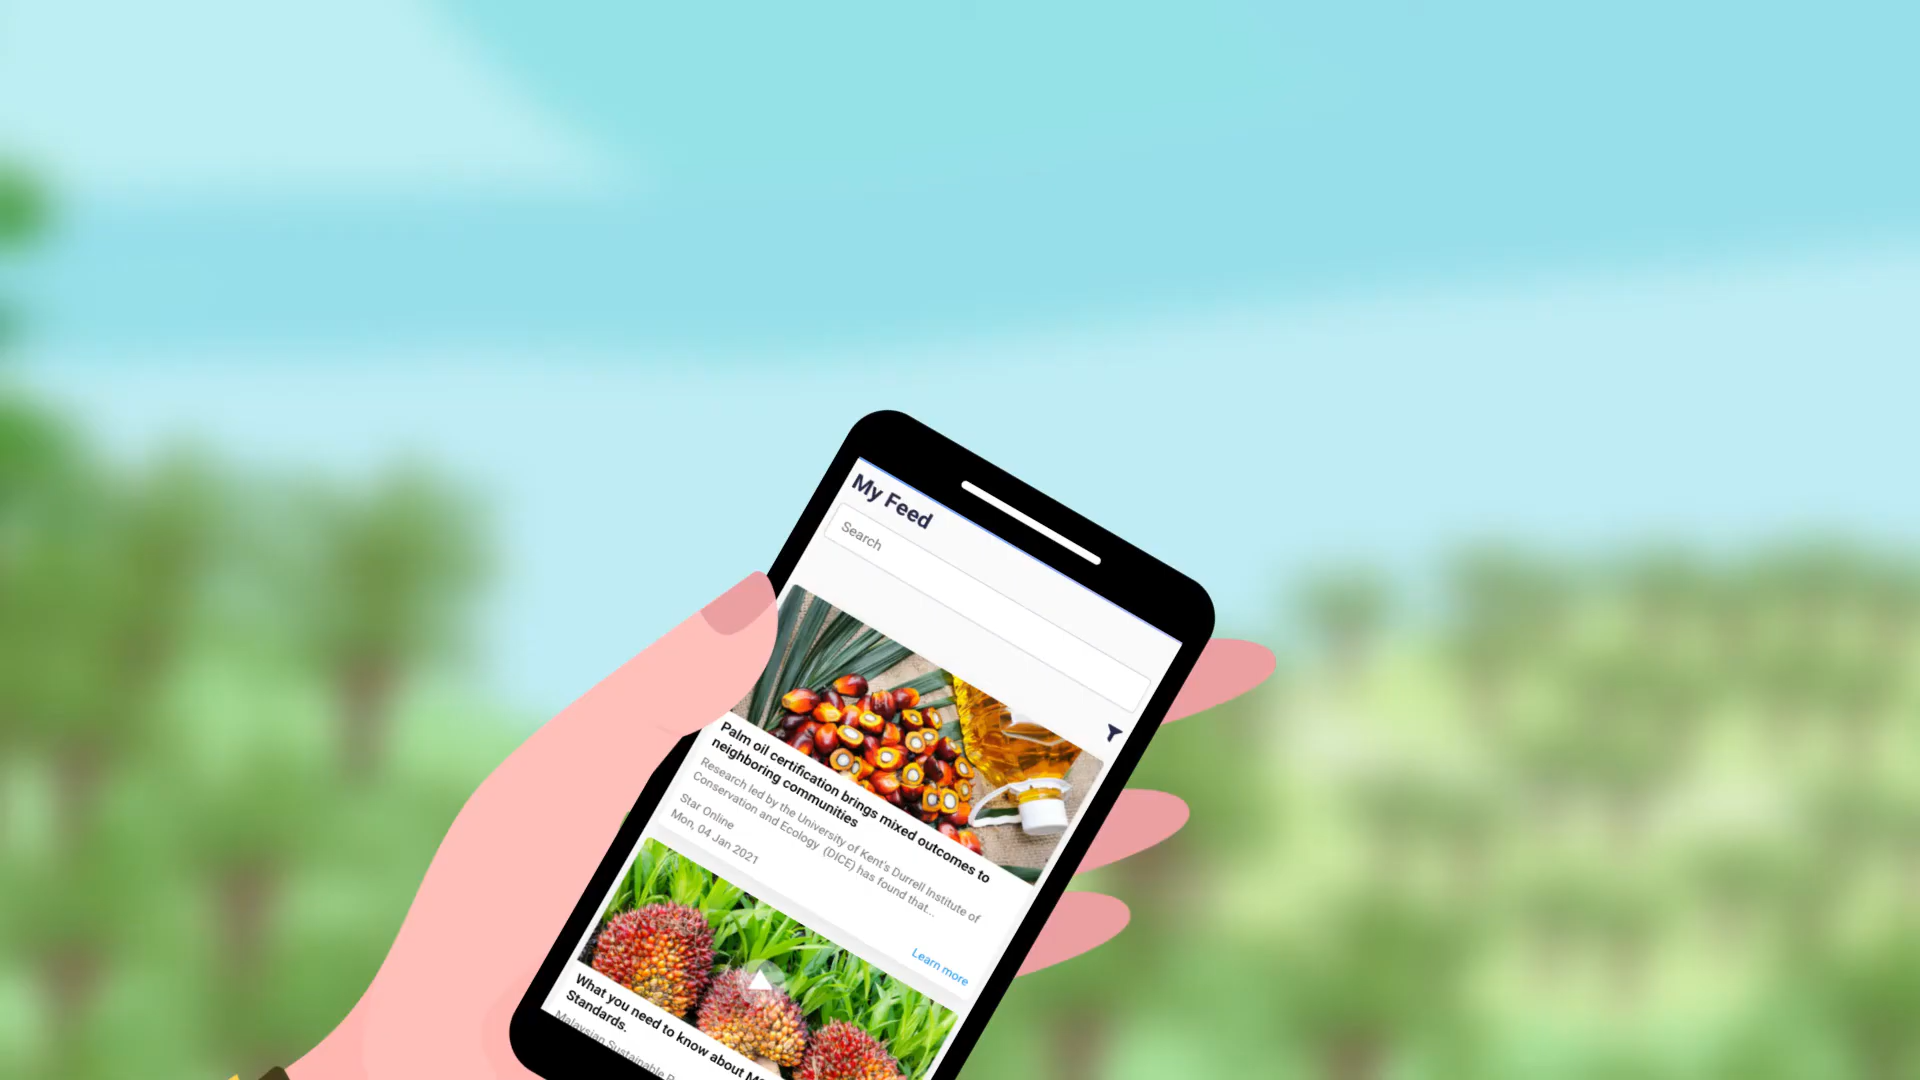 My Feed
Search
Palm oil certification brings mixed outcomes to
neighboring communities
Research led by the University of Kent's Durrell Institute of
Conservation and Ecology (DICE) has found that...
Star Online
Mon, 04 Jan 2021
Learn more
What you need to know about
Standards.
Malaysian Sustainable